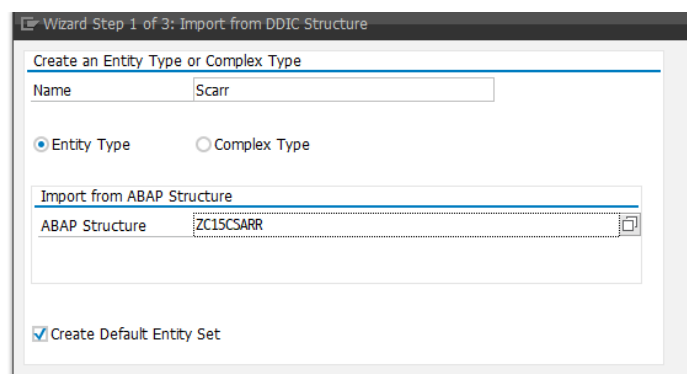 Wizard Step 1 of 3: Import from DDIC Structure
Create an Entity Type or Complex Type
Name Scarr
Entity Type Complex Type
Import from ABAP Structure
ABAP Structure ZC15CSARR
Create Default Entity Set